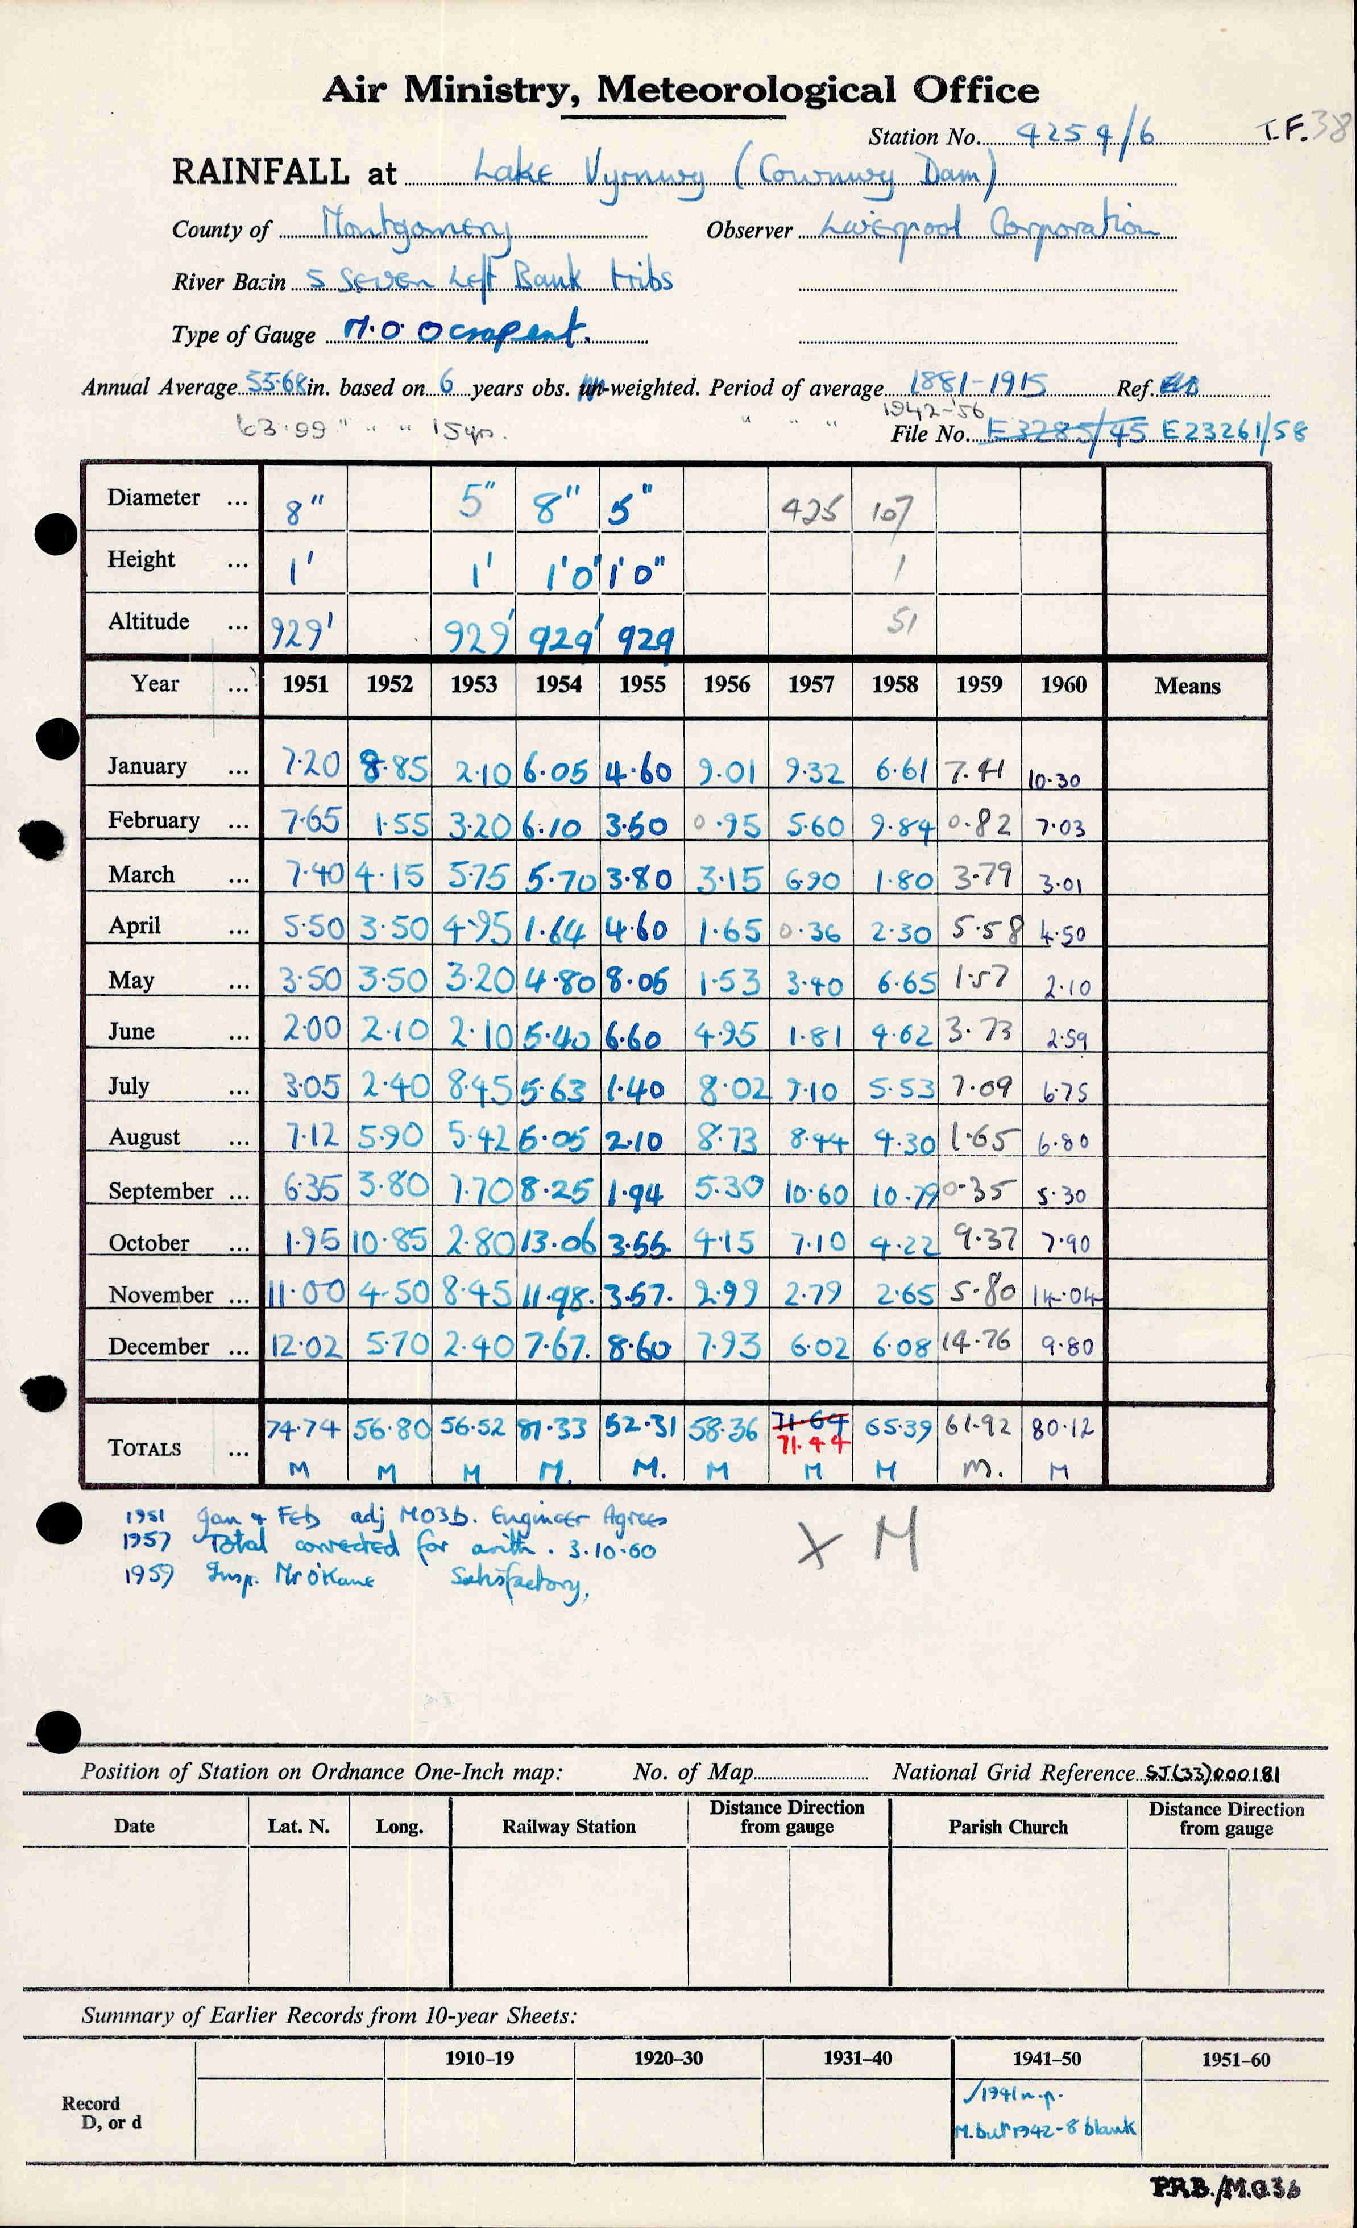 Air Ministry, Meteorological Office
Station No. 4254/6 T.F.38
RAINFALL at Lake Vyrnwy (Cownwy Dam)
County of Montgomery Observer Liverpool Corporation
River Basin 5 Seven Left Bank tribs
Type of Gauge M.O.
Annual Average 55.68 in. based on 6 years obs. un-weighted. Period of average 1881-1915 Ref.
63.99 " " " 15 yrs. " " " 1942-'56
File No. E3285/45 E23261/58
Diameter ... 8" 5" 8" 5" 425 107
Height ... 1' 1' 1'0" 1'0" 1
Altitude ... 929' 929' 929' 929 51
Year ... 1951 1952 1953 1954 1955 1956 1957 1958 1959 1960 Means
January ... 7.20 8.85 2.10 6.05 4.60 9.01 9.32 6.61 7.41 10.30
February ... 7.65 1.55 3.20 6.10 3.50 0.95 5.60 9.84 0.82 7.03
March ... 7.40 4.15 5.75 5.70 3.80 3.15 6.90 1.80 3.79 3.01
April ... 5.50 3.50 4.95 1.64 4.60 1.65 0.36 2.30 5.58 4.50
May ... 3.50 3.50 3.20 4.80 8.05 1.53 3.40 6.65 1.57 2.10
June ... 2.00 2.10 2.10 5.40 6.60 4.95 1.81 4.62 3.73 2.59
July ... 3.05 2.40 8.45 5.63 1.40 8.02 9.10 5.53 7.09 6.75
August ... 7.12 5.90 5.42 5.05 2.10 8.73 8.44 4.30 1.65 6.80
September ... 6.35 3.80 7.70 8.25 1.94 5.30 10.60 10.79 0.35 5.30
October ... 1.95 10.85 2.80 13.06 3.55. 4.15 7.10 4.22 9.37 7.90
November ... 11.00 4.50 8.45 11.98. 3.57. 2.99 2.79 2.65 5.80 14.04
December ... 12.02 5.70 2.40 7.67. 8.60 7.93 6.02 6.08 14.76 9.80
TOTALS ... 74.74 56.80 56.52 81.33 52.31 58.36 71.64 65.39 61.92 80.12
71.44
M M M M. M. M M M M. M
1951 Jan & Feb adj MO3b. Engineer Agrees
1957 Total corrected for arith. 3.10.60
1959 Insp. Mr O'Kane Satisfactory.
X M
Position of Station on Ordnance One-Inch map: No. of Map National Grid Reference SJ(33)000181
Date Lat. N. Long. Railway Station Distance Direction from gauge Parish Church Distance Direction from gauge
Summary of Earlier Records from 10-year Sheets:
1910–19 1920–30 1931–40 1941–50 1951–60
Record D, or d
/1941 n.p.
M. but 1942-8 blank
P.R.B./M.O.3b